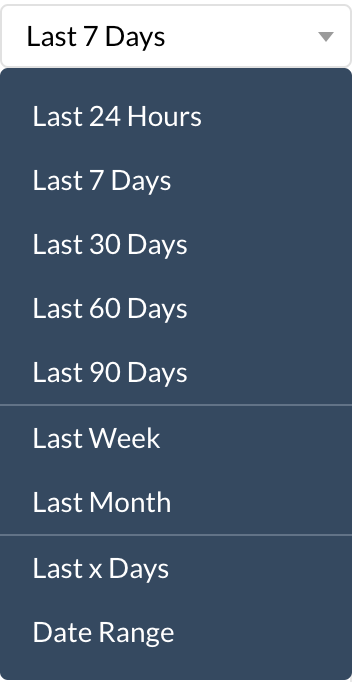 Last 7 Days
Last 24 Hours
Last 7 Days
Last 30 Days
Last 60 Days
Last 90 Days
Last Week
Last Month
Last x Days
Date Range